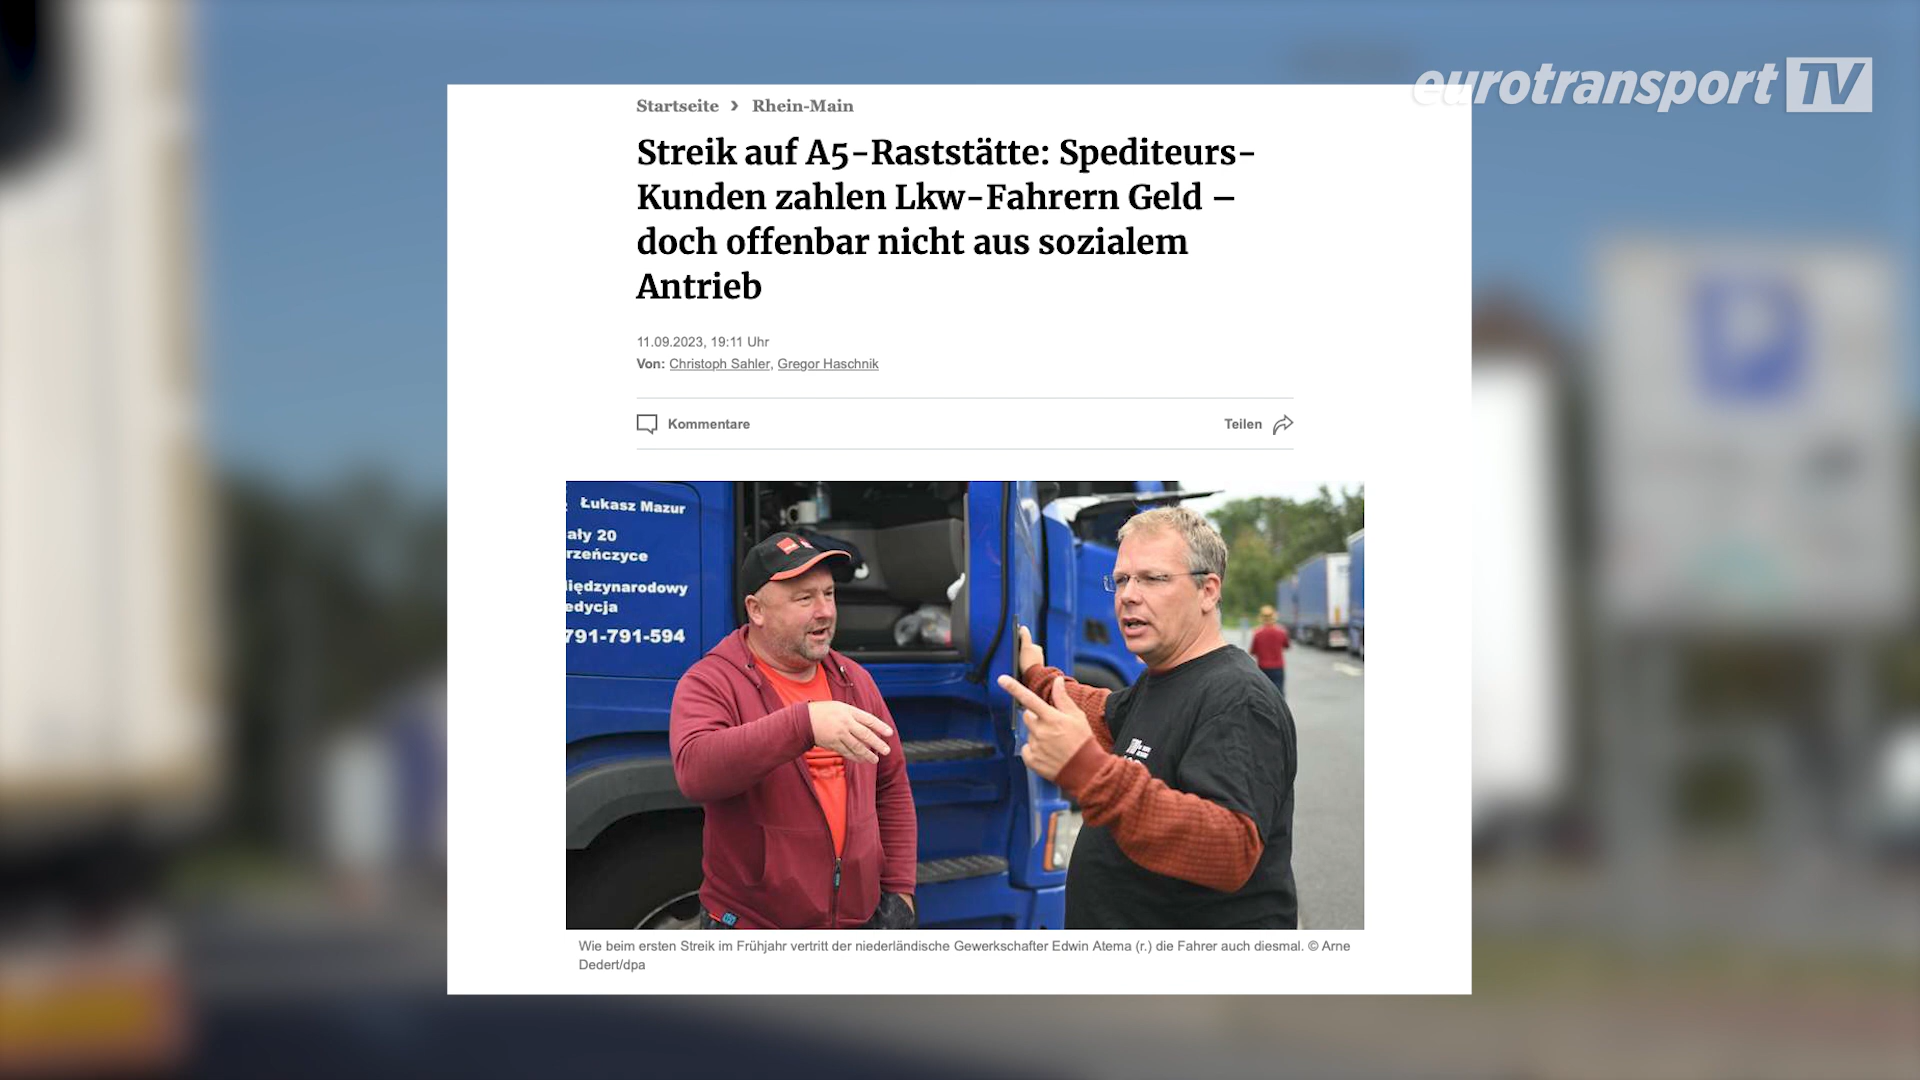 eurotransport TV
Startseite › Rhein-Main
Streik auf A5-Raststätte: Spediteurs-
Kunden zahlen Lkw-Fahrern Geld –
doch offenbar nicht aus sozialem
Antrieb
11.09.2023, 19:11 Uhr
Von: Christoph Sahler, Gregor Haschnik
Kommentare
Teilen
Łukasz Mazur
ały 20
rzeńczyce
iędzynarodowy
edycja
791-791-594
Wie beim ersten Streik im Frühjahr vertritt der niederländische Gewerkschafter Edwin Atema (r.) die Fahrer auch diesmal. © Arne
Dedert/dpa